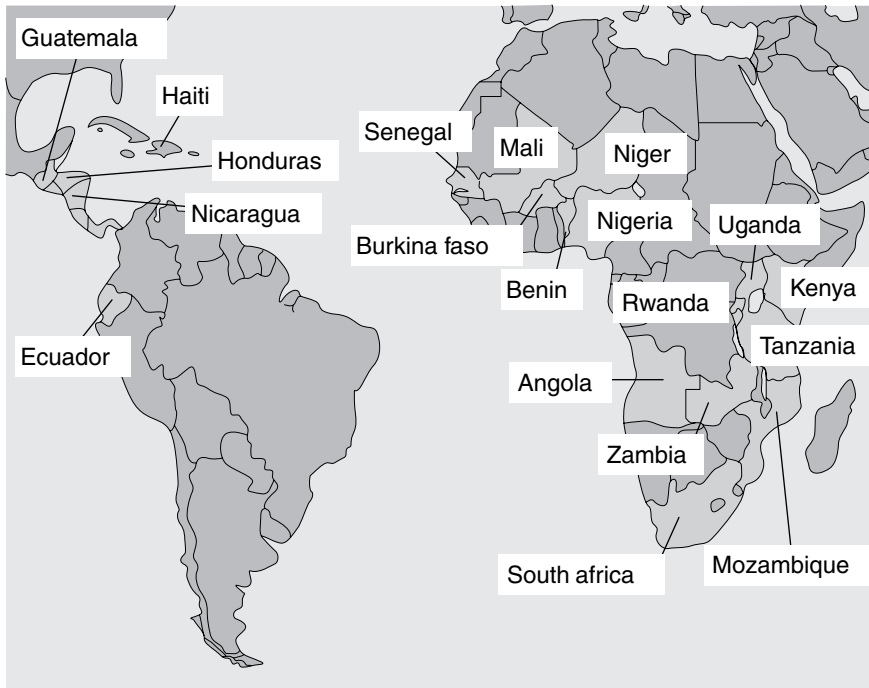 Guatemala
Haiti
Senegal
Mali
Niger
Honduras
Nicaragua
Nigeria
Uganda
Burkina faso
Benin
Rwanda
Kenya
Ecuador
Tanzania
Angola
Zambia
South africa
Mozambique